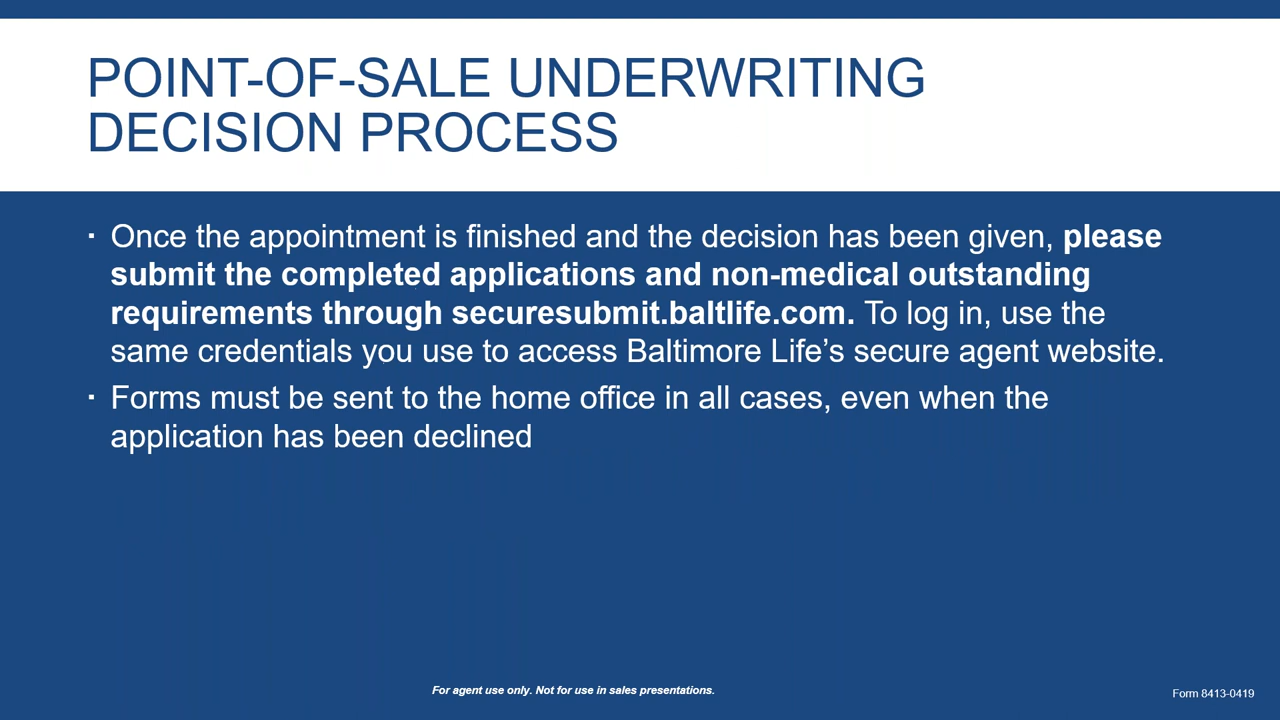 POINT-OF-SALE UNDERWRITING
DECISION PROCESS
▪ Once the appointment is finished and the decision has been given, please
submit the completed applications and non-medical outstanding
requirements through securesubmit.baltlife.com. To log in, use the
same credentials you use to access Baltimore Life’s secure agent website.
▪ Forms must be sent to the home office in all cases, even when the
application has been declined
For agent use only. Not for use in sales presentations.
Form 8413-0419